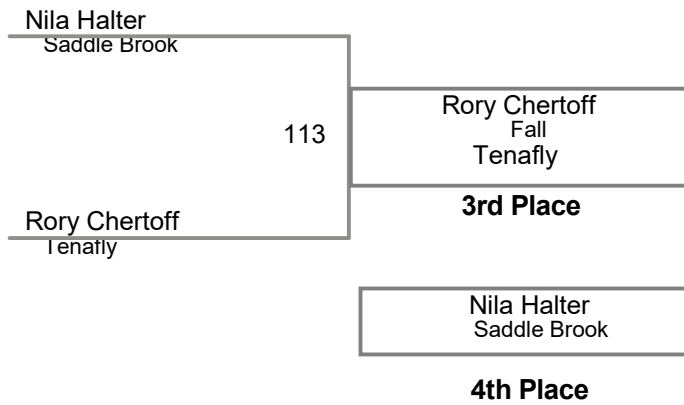 Nila Halter
Saddle Brook
113
Rory Chertoff
Fall
Tenafly
3rd Place
Rory Chertoff
Tenafly
Nila Halter
Saddle Brook
4th Place